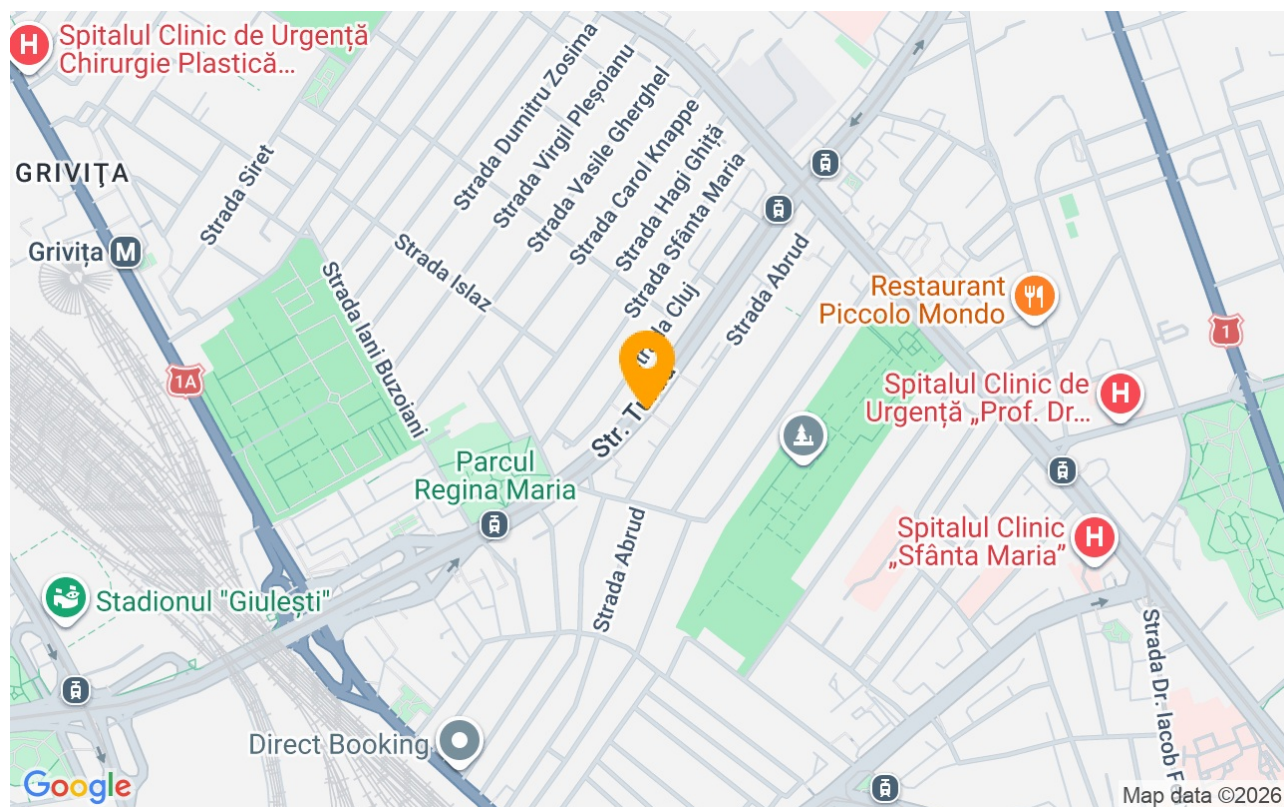 Spitalul Clinic de Urgență
Chirurgie Plastică...
GRIVIŢA
Grivița
M
Strada Siret
Strada Dumitru Zosima
Strada Virgil Pleșoianu
Strada Vasile Gherghel
Strada Carol Knappe
Strada Hagi Ghiță
Strada Sfânta Maria
Strada Islaz
Strada Iani Buzoiani
Cluj
Strada Abrud
Str.
1A
1
Restaurant
Piccolo Mondo
Spitalul Clinic de
Urgență „Prof. Dr...
Parcul
Regina Maria
Spitalul Clinic
„Sfânta Maria”
Strada Abrud
Stadionul "Giulești"
Strada Dr. Iacob F
Direct Booking
Google
Map data ©2026
H
H
H